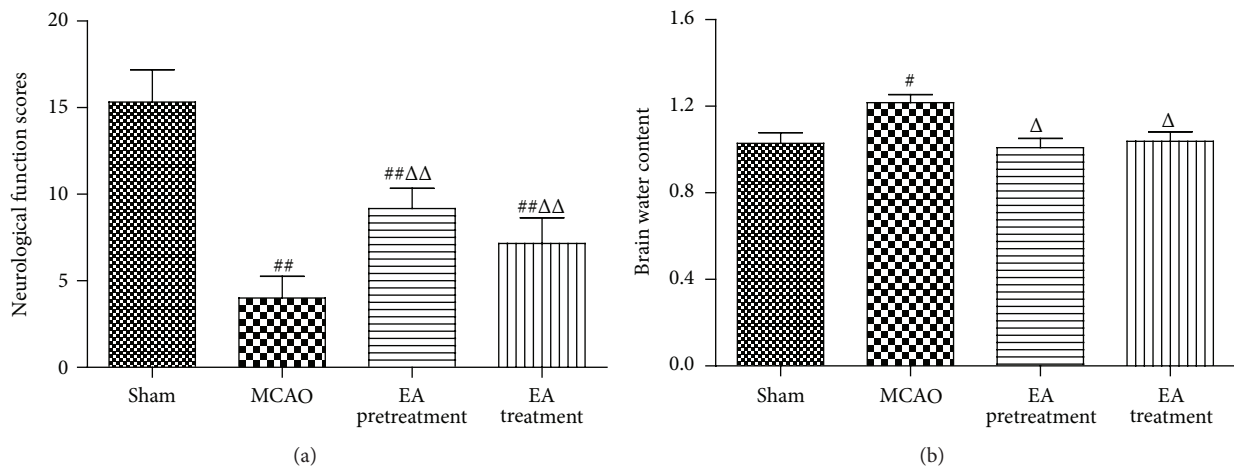 Neurological function scores
20
15
10
5
0
##
##ΔΔ
##ΔΔ
Sham
MCAO
EA
pretreatment
EA
treatment
(a)
Brain water content
1.6
1.2
0.8
0.4
0.0
#
Δ
Δ
Sham
MCAO
EA
pretreatment
EA
treatment
(b)